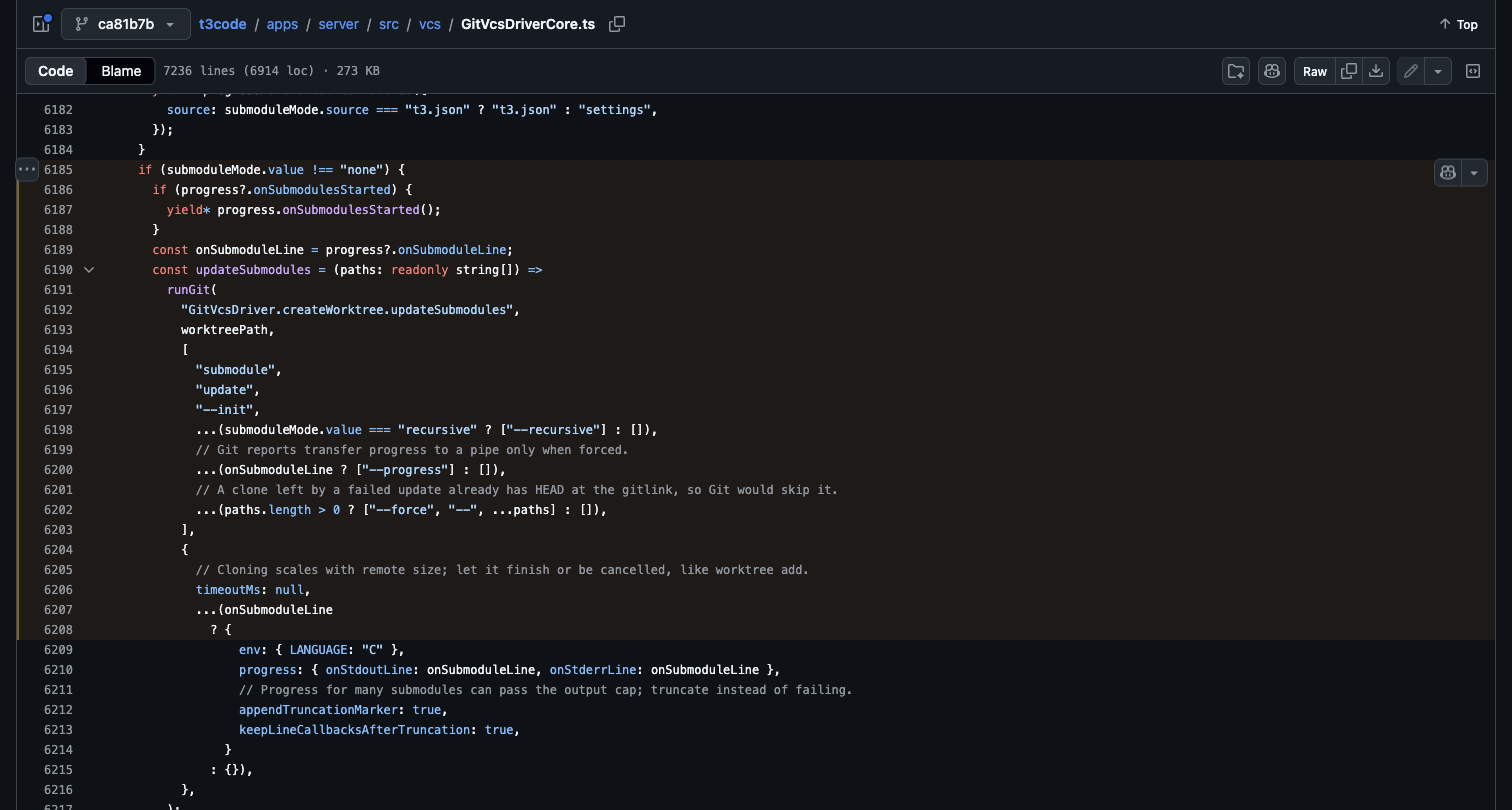 ca81b7b
t3code / apps / server / src / vcs / GitVcsDriverCore.ts
Top
Code Blame 7236 lines (6914 loc) · 273 KB
Raw
6182 source: submoduleMode.source === "t3.json" ? "t3.json" : "settings",
6183 });
6184 }
6185 if (submoduleMode.value !== "none") {
6186 if (progress?.onSubmodulesStarted) {
6187 yield* progress.onSubmodulesStarted();
6188 }
6189 const onSubmoduleLine = progress?.onSubmoduleLine;
6190 const updateSubmodules = (paths: readonly string[]) =>
6191 runGit(
6192 "GitVcsDriver.createWorktree.updateSubmodules",
6193 worktreePath,
6194 [
6195 "submodule",
6196 "update",
6197 "--init",
6198 ...(submoduleMode.value === "recursive" ? ["--recursive"] : []),
6199 // Git reports transfer progress to a pipe only when forced.
6200 ...(onSubmoduleLine ? ["--progress"] : []),
6201 // A clone left by a failed update already has HEAD at the gitlink, so Git would skip it.
6202 ...(paths.length > 0 ? ["--force", "--", ...paths] : []),
6203 ],
6204 {
6205 // Cloning scales with remote size; let it finish or be cancelled, like worktree add.
6206 timeoutMs: null,
6207 ...(onSubmoduleLine
6208 ? {
6209 env: { LANGUAGE: "C" },
6210 progress: { onStdoutLine: onSubmoduleLine, onStderrLine: onSubmoduleLine },
6211 // Progress for many submodules can pass the output cap; truncate instead of failing.
6212 appendTruncationMarker: true,
6213 keepLineCallbacksAfterTruncation: true,
6214 }
6215 : {}),
6216 },
6217 );